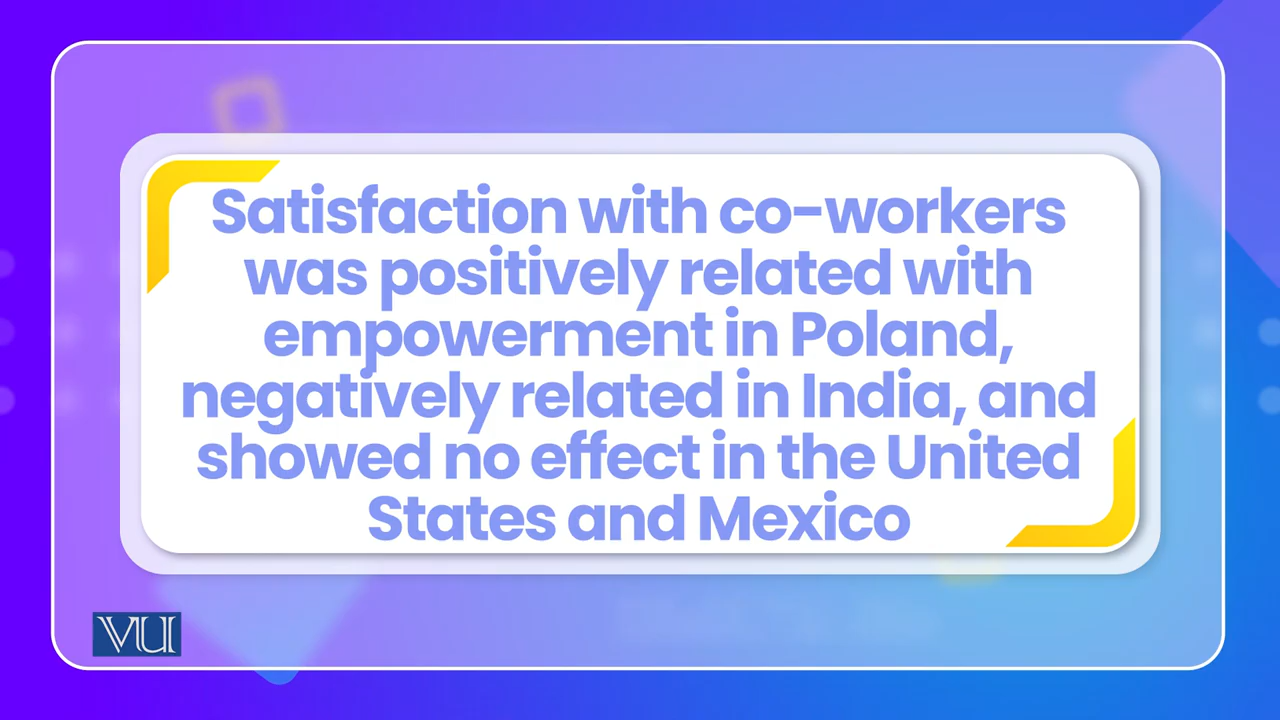 Satisfaction with co-workers
was positively related with
empowerment in Poland,
negatively related in India, and
showed no effect in the United
States and Mexico
VU